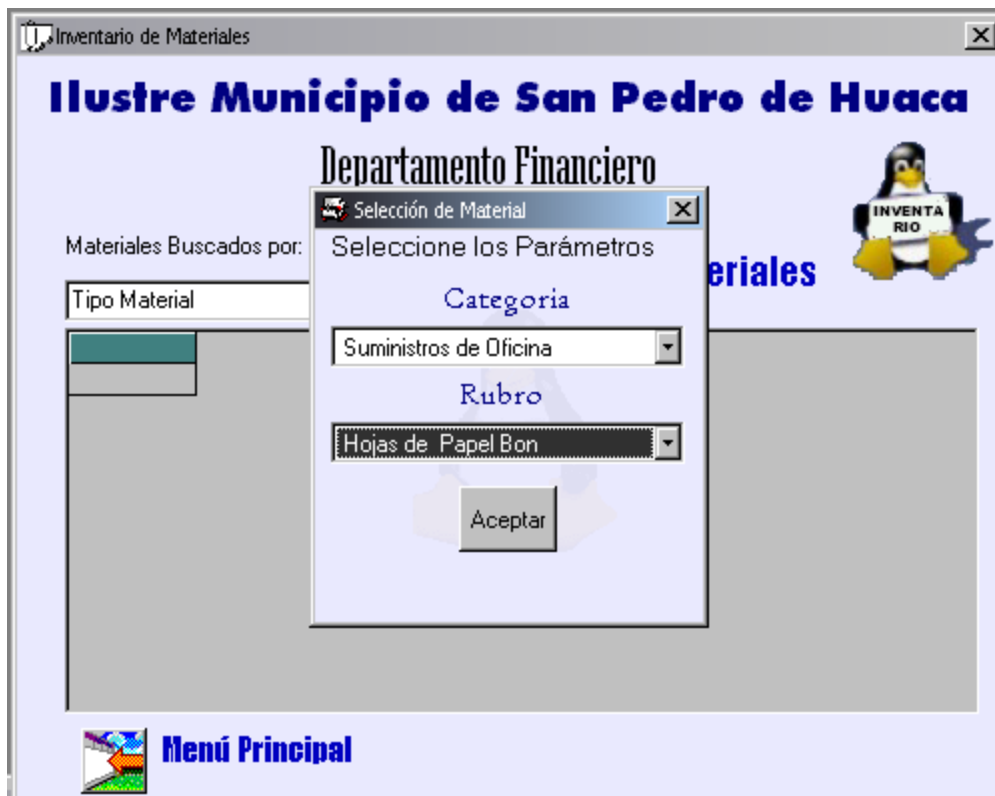 Inventario de Materiales
Ilustre Municipio de San Pedro de Huaca
Departamento Financiero
INVENTA
RIO
Selección de Material
Seleccione los Parámetros
Materiales Buscados por:
eriales
Tipo Material
Categoria
Suministros de Oficina
Rubro
Hojas de Papel Bon
Aceptar
Menú Principal